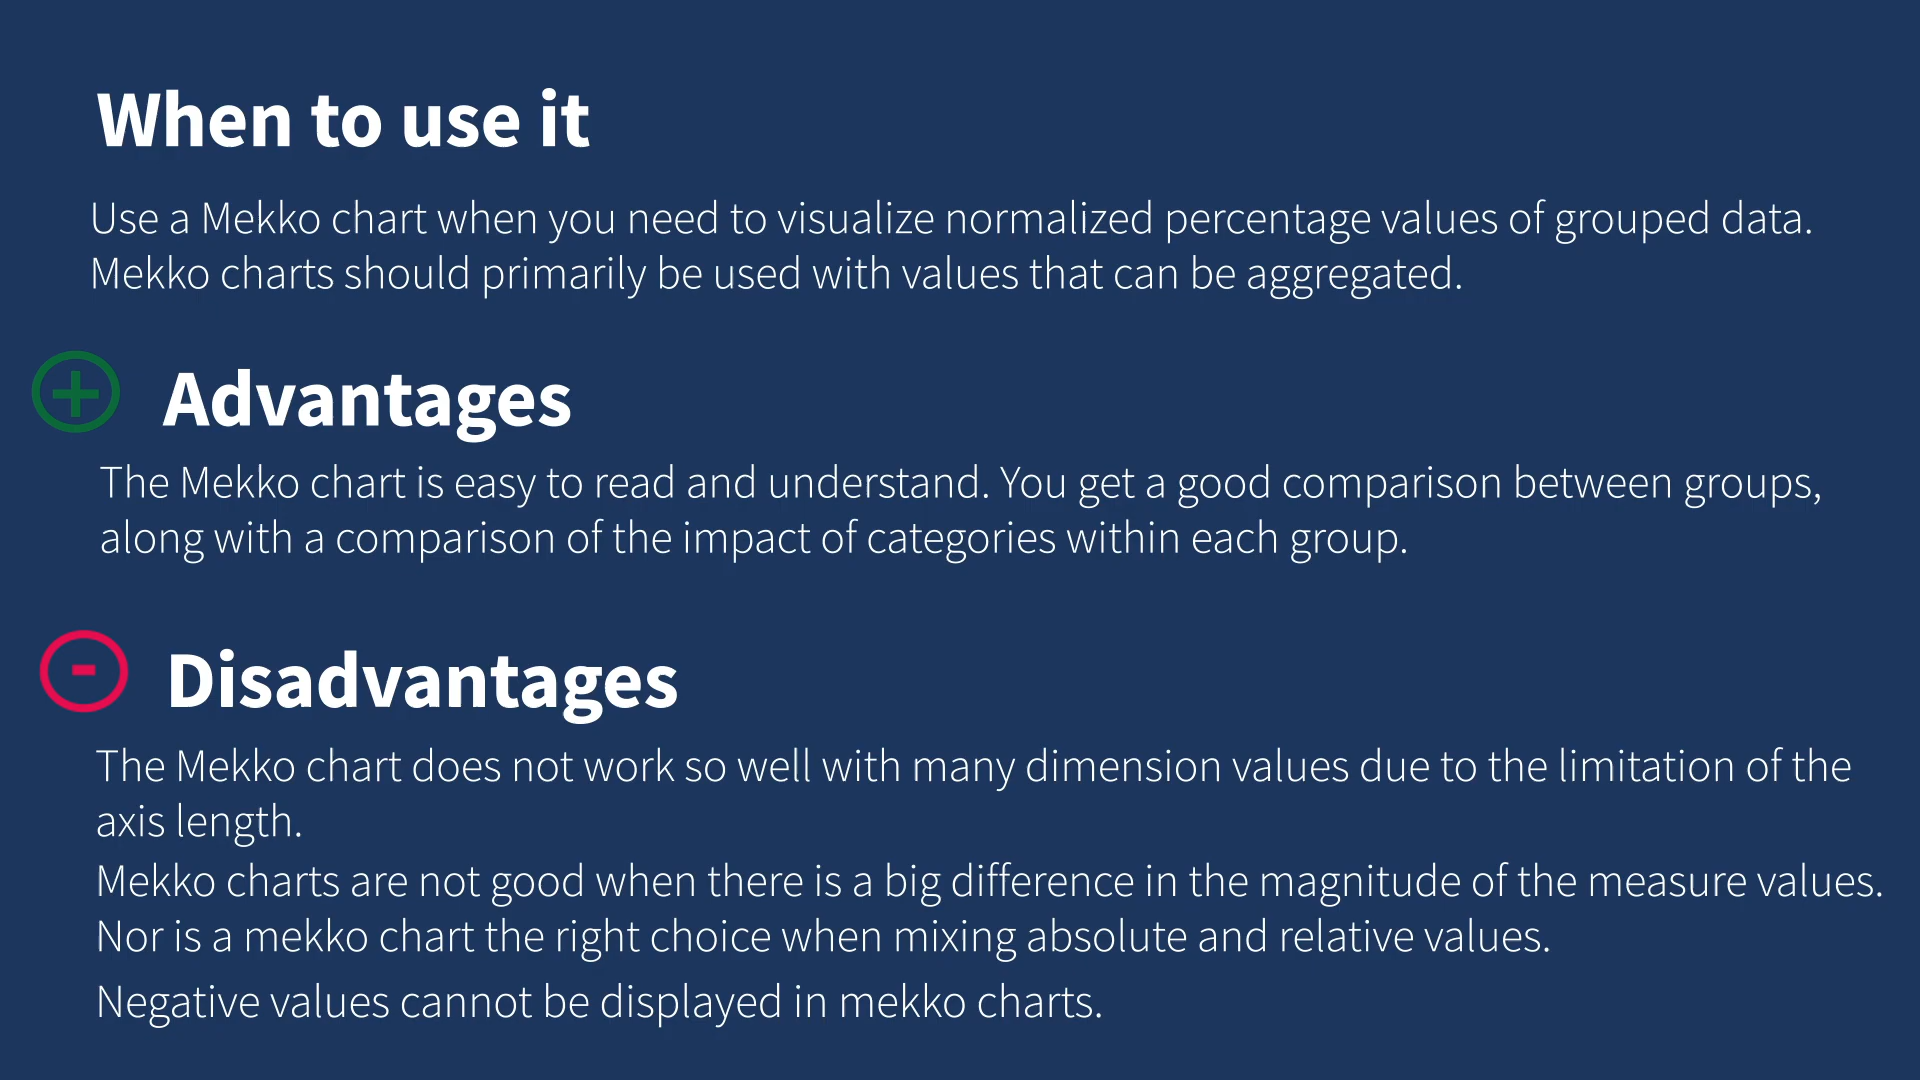 When to use it
Use a Mekko chart when you need to visualize normalized percentage values of grouped data.
Mekko charts should primarily be used with values that can be aggregated.
+ Advantages
The Mekko chart is easy to read and understand. You get a good comparison between groups,
along with a comparison of the impact of categories within each group.
- Disadvantages
The Mekko chart does not work so well with many dimension values due to the limitation of the
axis length.
Mekko charts are not good when there is a big difference in the magnitude of the measure values.
Nor is a mekko chart the right choice when mixing absolute and relative values.
Negative values cannot be displayed in mekko charts.